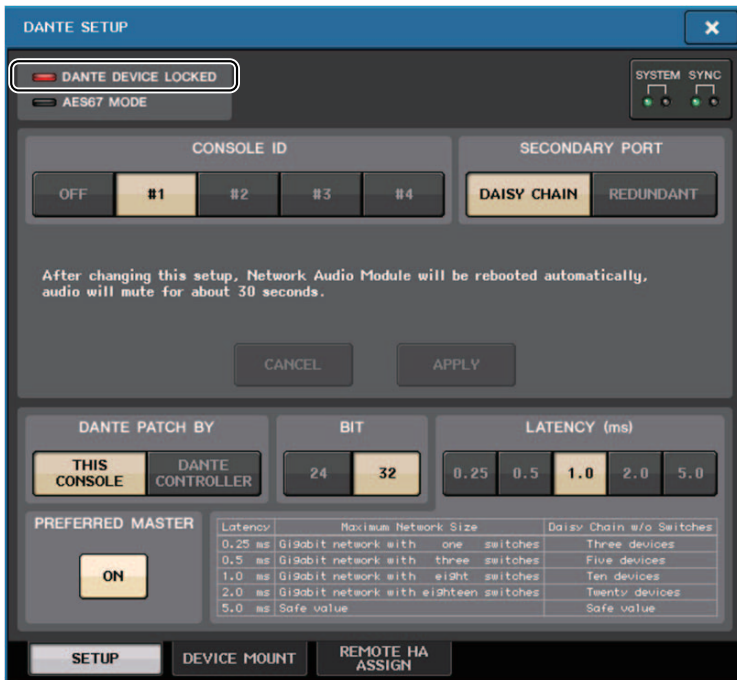 DANTE SETUP
DANTE DEVICE LOCKED
AES67 MODE
SYSTEM SYNC
CONSOLE ID
OFF #1 #2 #3 #4
SECONDARY PORT
DAISY CHAIN REDUNDANT
After changing this setup, Network Audio Module will be rebooted automatically,
audio will mute for about 30 seconds.
CANCEL APPLY
DANTE PATCH BY
THIS CONSOLE DANTE CONTROLLER
BIT
24 32
LATENCY (ms)
0.25 0.5 1.0 2.0 5.0
PREFERRED MASTER
ON
Latency Maximum Network Size Daisy Chain w/o Switches
0.25 ms Gigabit network with one switches Three devices
0.5 ms Gigabit network with three switches Five devices
1.0 ms Gigabit network with eight switches Ten devices
2.0 ms Gigabit network with eighteen switches Twenty devices
5.0 ms Safe value Safe value
SETUP DEVICE MOUNT REMOTE HA ASSIGN